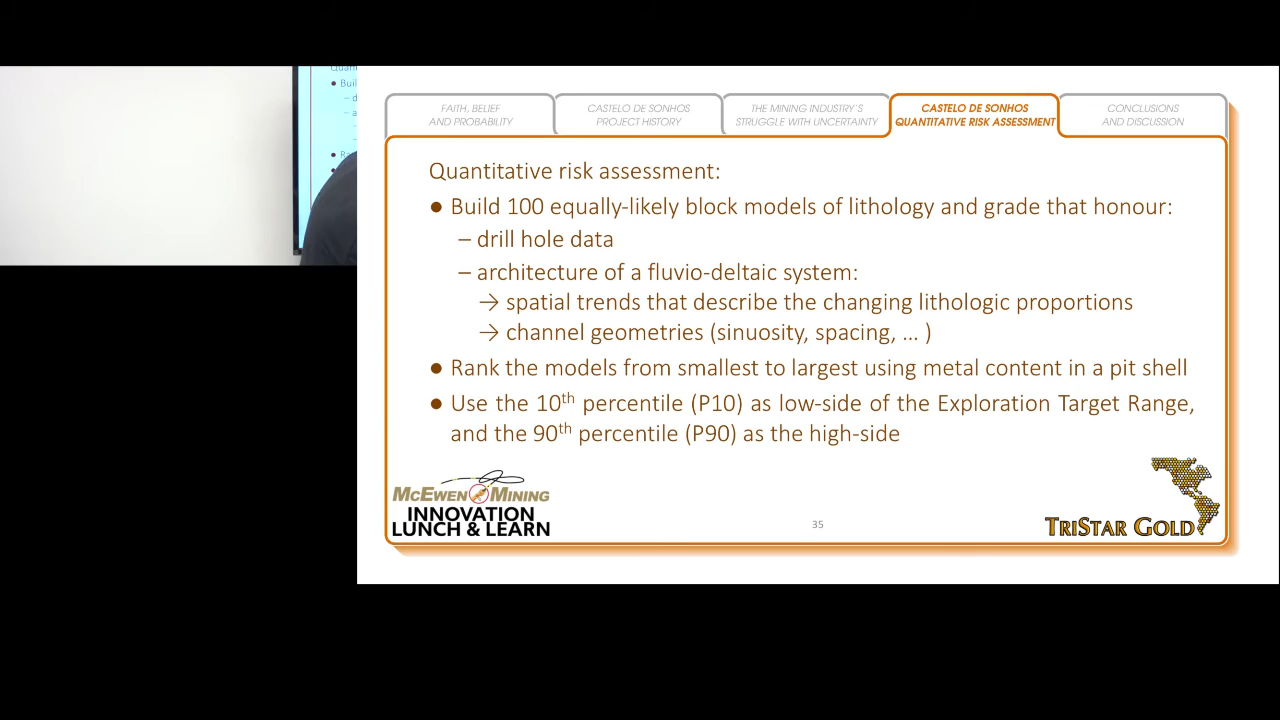 Quan
● Buil
– d
– a
● Ra
FAITH, BELIEF
AND PROBABILITY
CASTELO DE SONHOS
PROJECT HISTORY
THE MINING INDUSTRY'S
STRUGGLE WITH UNCERTAINTY
CASTELO DE SONHOS
QUANTITATIVE RISK ASSESSMENT
CONCLUSIONS
AND DISCUSSION
Quantitative risk assessment:
● Build 100 equally-likely block models of lithology and grade that honour:
– drill hole data
– architecture of a fluvio-deltaic system:
→ spatial trends that describe the changing lithologic proportions
→ channel geometries (sinuosity, spacing, ... )
● Rank the models from smallest to largest using metal content in a pit shell
● Use the 10th percentile (P10) as low-side of the Exploration Target Range,
and the 90th percentile (P90) as the high-side
MCEWEN MINING
INNOVATION
LUNCH & LEARN
35
TRISTAR GOLD